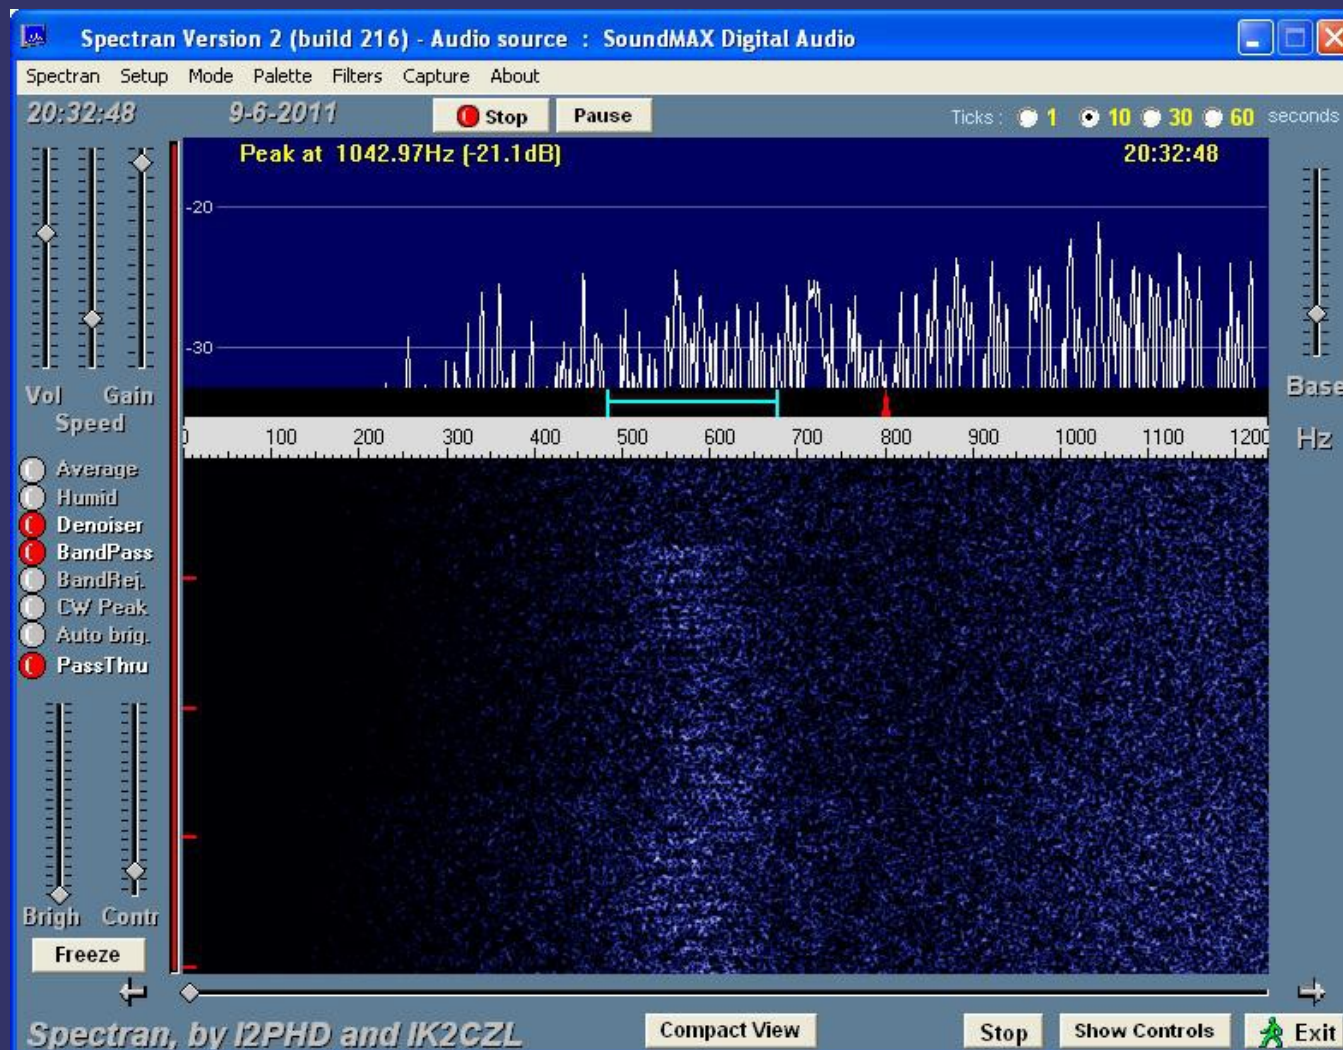 Spectran Version 2 (build 216) - Audio source : SoundMAX Digital Audio
Spectran Setup Mode Palette Filters Capture About
20:32:48 9-6-2011 Stop Pause Ticks : 1 10 30 60 seconds
Peak at 1042.97Hz (-21.1dB) 20:32:48
-20
-30
Vol Gain
Speed
Base
0 100 200 300 400 500 600 700 800 900 1000 1100 1200
Hz
Average
Humid
Denoiser
BandPass
BandRej.
CW Peak
Auto brig.
PassThru
Brigh Contr
Freeze
Spectran, by I2PHD and IK2CZL
Compact View Stop Show Controls Exit